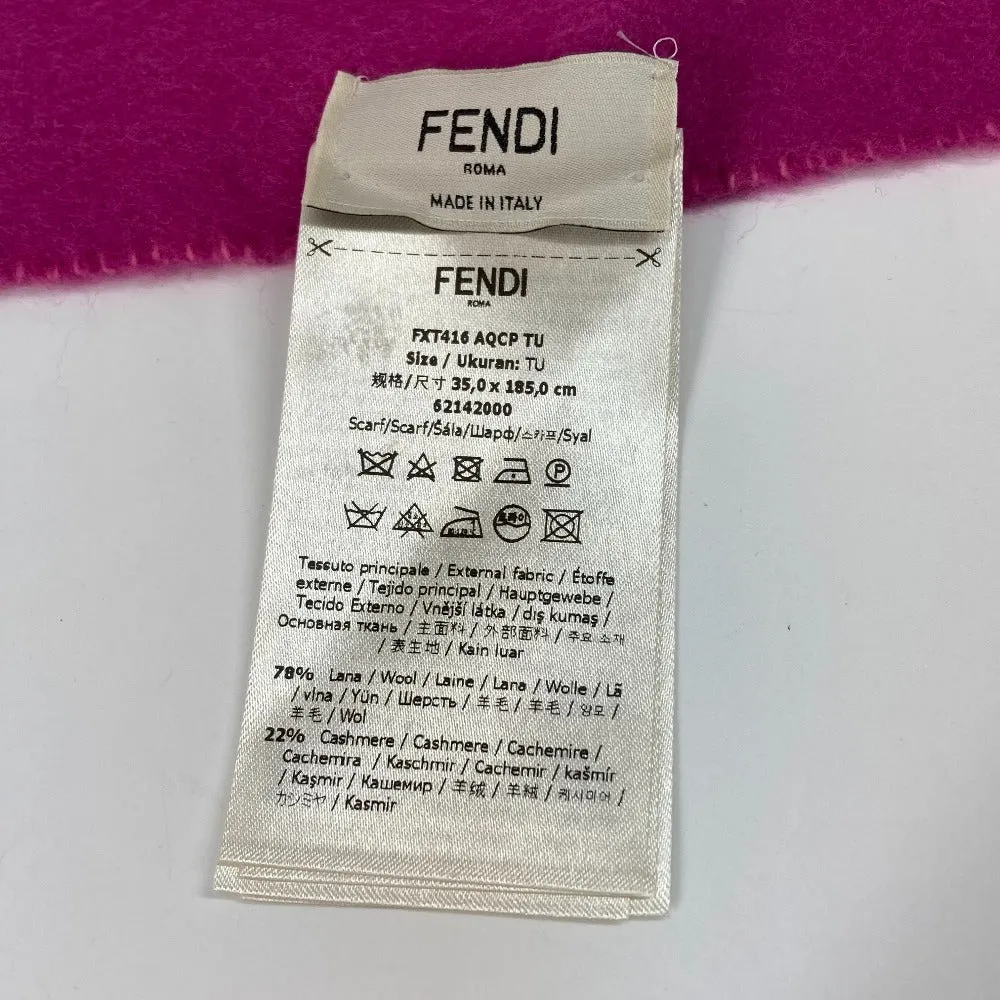 FENDI
ROMA
MADE IN ITALY
FENDI
ROMA
FXT416 AQCP TU
Size / Ukuran: TU
规格/尺寸 35,0 x 185,0 cm
62142000
Scarf/Scarf/Šála/Шарф/스카프/Syal
P
Tessuto principale / External fabric / Étoffe
externe / Tejido principal / Hauptgewebe /
Tecido Externo / Vnější látka / dış kumaş /
Основная ткань / 主面料 / 外部面料 / 주요 소재
/ 表生地 / Kain luar
78% Lana / Wool / Laine / Lana / Wolle / Lã
/ vlna / Yün / Шерсть / 羊毛 / 羊毛 / 양모 /
羊毛 / Wol
22% Cashmere / Cashmere / Cachemire /
Cachemira / Kaschmir / Cachemir / kašmír
/ Kaşmir / Кашемир / 羊绒 / 羊絨 / 캐시미어 /
カシミヤ / Kasmir